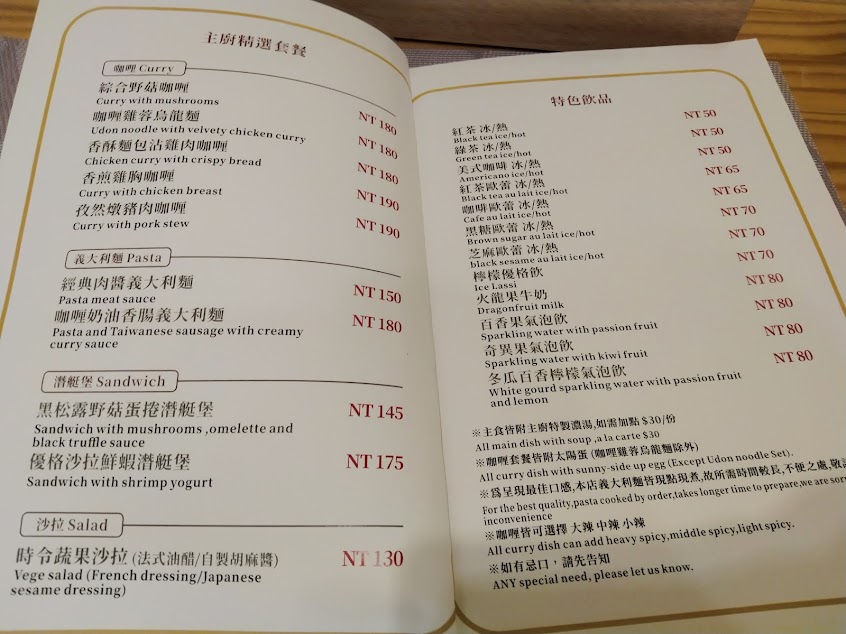 主廚精選套餐
咖哩 Curry
綜合野菇咖哩
Curry with mushrooms
NT 180
咖哩雞蓉烏龍麵
Udon noodle with velvety chicken curry
NT 180
香酥麵包沾雞肉咖哩
Chicken curry with crispy bread
NT 180
香煎雞胸咖哩
Curry with chicken breast
NT 190
孜然燉豬肉咖哩
Curry with pork stew
NT 190
義大利麵 Pasta
經典肉醬義大利麵
Pasta meat sauce
NT 150
咖哩奶油香腸義大利麵
Pasta and Taiwanese sausage with creamy
curry sauce
NT 180
潛艇堡 Sandwich
黑松露野菇蛋捲潛艇堡
Sandwich with mushrooms ,omelette and
black truffle sauce
NT 145
優格沙拉鮮蝦潛艇堡
Sandwich with shrimp yogurt
NT 175
沙拉 Salad
時令蔬果沙拉 (法式油醋/自製胡麻醬)
Vege salad (French dressing/Japanese
sesame dressing)
NT 130
特色飲品
紅茶 冰/熱
Black tea ice/hot
NT 50
綠茶 冰/熱
Green tea ice/hot
NT 50
美式咖啡 冰/熱
Americano ice/hot
NT 50
紅茶歐蕾 冰/熱
Black tea au lait ice/hot
NT 65
咖啡歐蕾 冰/熱
Cafe au lait ice/hot
NT 65
黑糖歐蕾 冰/熱
Brown sugar au lait ice/hot
NT 70
芝麻歐蕾 冰/熱
black sesame au lait ice/hot
NT 70
檸檬優格飲
Ice Lassi
NT 70
火龍果牛奶
Dragonfruit milk
NT 80
百香果氣泡飲
Sparkling water with passion fruit
NT 80
奇異果氣泡飲
Sparkling water with kiwi fruit
NT 80
冬瓜百香檸檬氣泡飲
White gourd sparkling water with passion fruit
and lemon
NT 80
※主食皆附主廚特製濃湯,如需加點 $30/份
All main dish with soup ,a la carte $30
※咖哩套餐皆附太陽蛋 (咖哩雞蓉烏龍麵除外)
All curry dish with sunny-side up egg (Except Udon noodle Set).
※為呈現最佳口感,本店義大利麵皆現點現煮,故所需時間較長,不便之處,敬請
For the best quality,pasta cooked by order,takes longer time to prepare,we are sorry
inconvenience
※咖哩皆可選擇 大辣 中辣 小辣
All curry dish can add heavy spicy,middle spicy,light spicy.
※如有忌口，請先告知
ANY special need, please let us know.